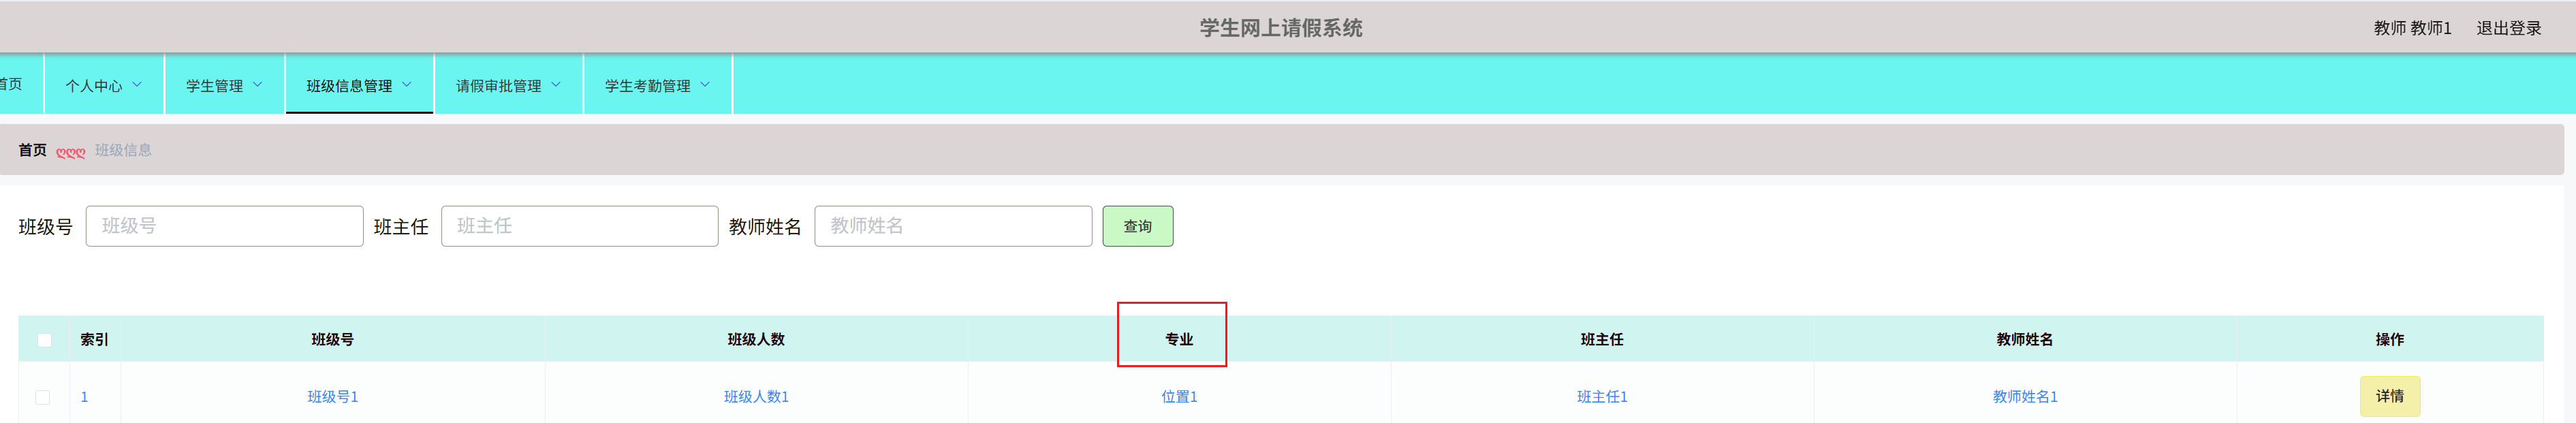 学生网上请假系统
教师 教师1 退出登录
首页 个人中心 学生管理 班级信息管理 请假审批管理 学生考勤管理
首页 ღღღ 班级信息
班级号 班级号 班主任 班主任 教师姓名 教师姓名 查询
索引 班级号 班级人数 专业 班主任 教师姓名 操作
1 班级号1 班级人数1 位置1 班主任1 教师姓名1 详情